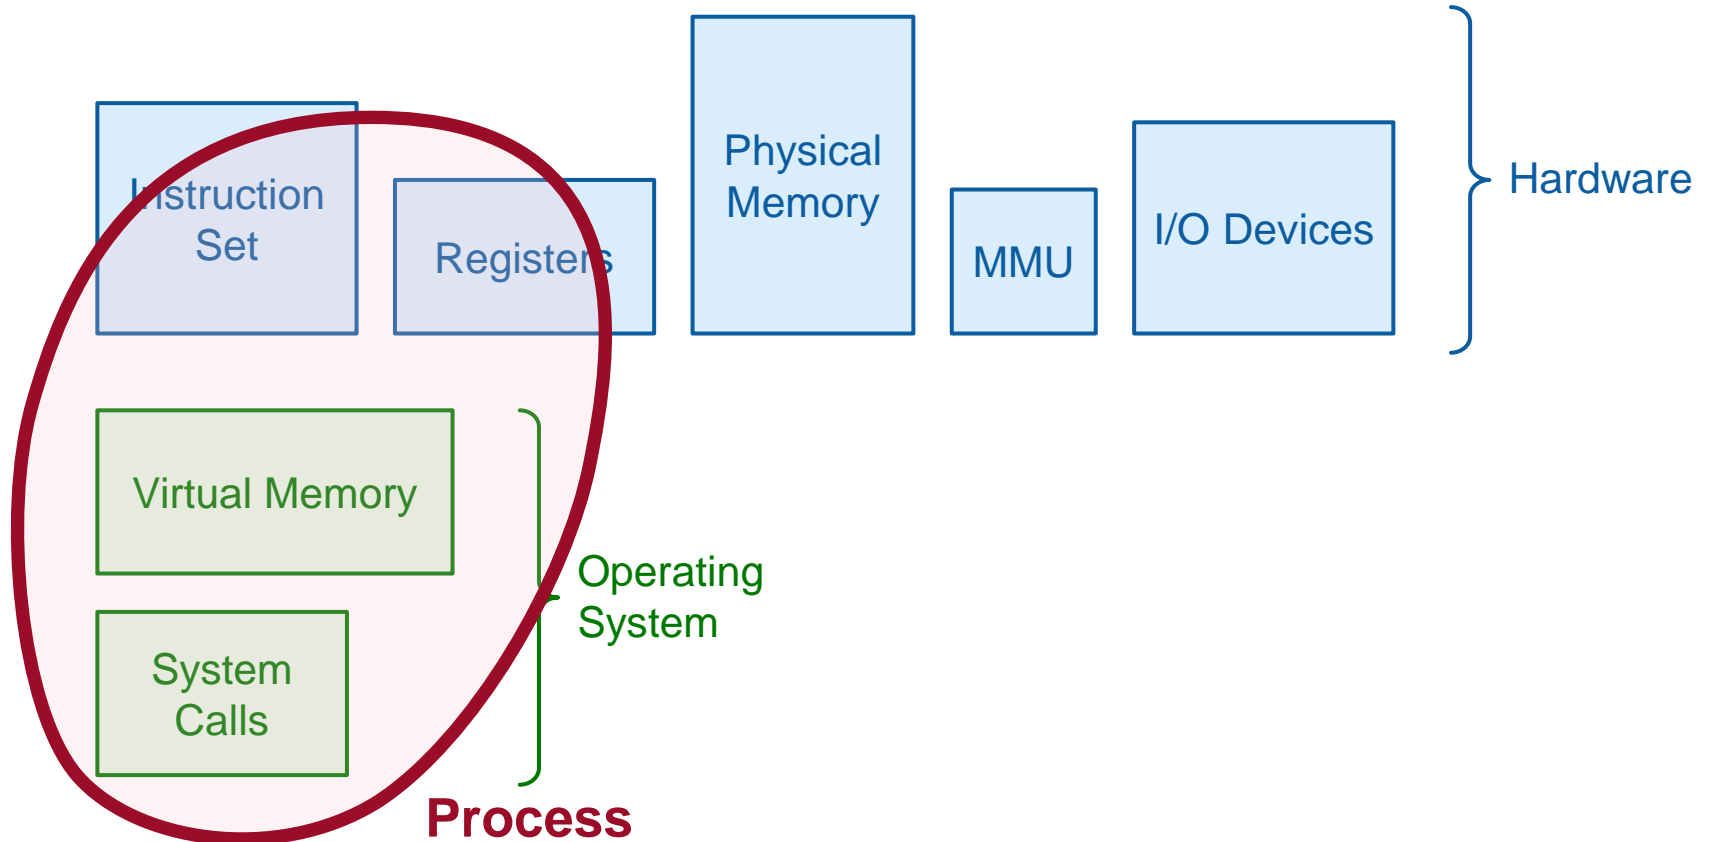 Instruction
Set
Registers
Physical
Memory
MMU
I/O Devices
Hardware
Virtual Memory
System
Calls
Operating
System
Process